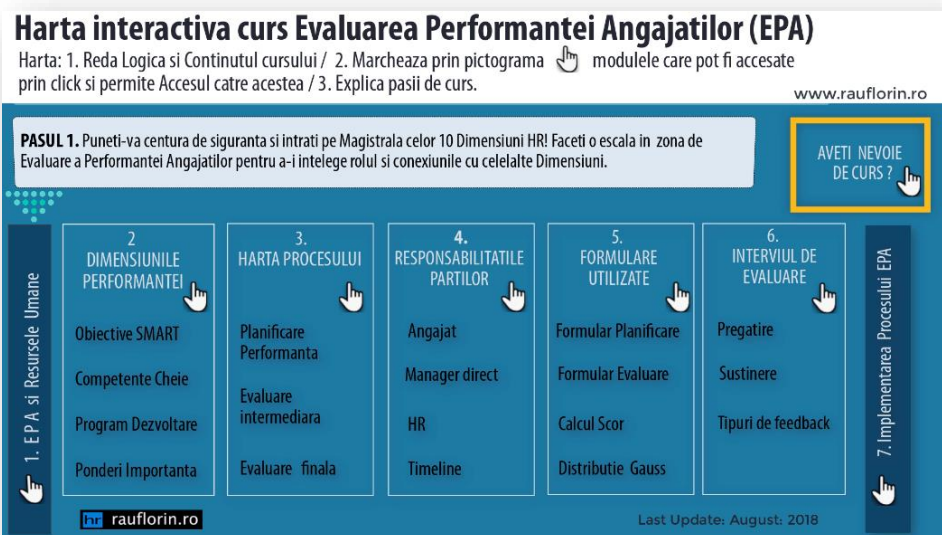 Harta interactiva curs Evaluarea Performantei Angajatilor (EPA)
Harta: 1. Reda Logica si Continutul cursului / 2. Marcheaza prin pictograma modulele care pot fi accesate
prin click si permite Accesul catre acestea / 3. Explica pasii de curs.
www.rauflorin.ro
PASUL 1. Puneti-va centura de siguranta si intrati pe Magistrala celor 10 Dimensiuni HR! Faceti o escala in zona de
Evaluare a Performantei Angajatilor pentru a-i intelege rolul si conexiunile cu celelalte Dimensiuni.
AVETI NEVOIE
DE CURS ?
1. E P A si Resursele Umane
2
DIMENSIUNILE
PERFORMANTEI
Obiective SMART
Competente Cheie
Program Dezvoltare
Ponderi Importanta
3.
HARTA PROCESULUI
Planificare
Performanta
Evaluare
intermediara
Evaluare finala
4.
RESPONSABILITATILE
PARTILOR
Angajat
Manager direct
HR
Timeline
5.
FORMULARE
UTILIZATE
Formular Planificare
Formular Evaluare
Calcul Scor
Distributie Gauss
6.
INTERVIUL DE
EVALUARE
Pregatire
Sustinere
Tipuri de feedback
7. Implementarea Procesului EPA
hr rauflorin.ro
Last Update: August: 2018